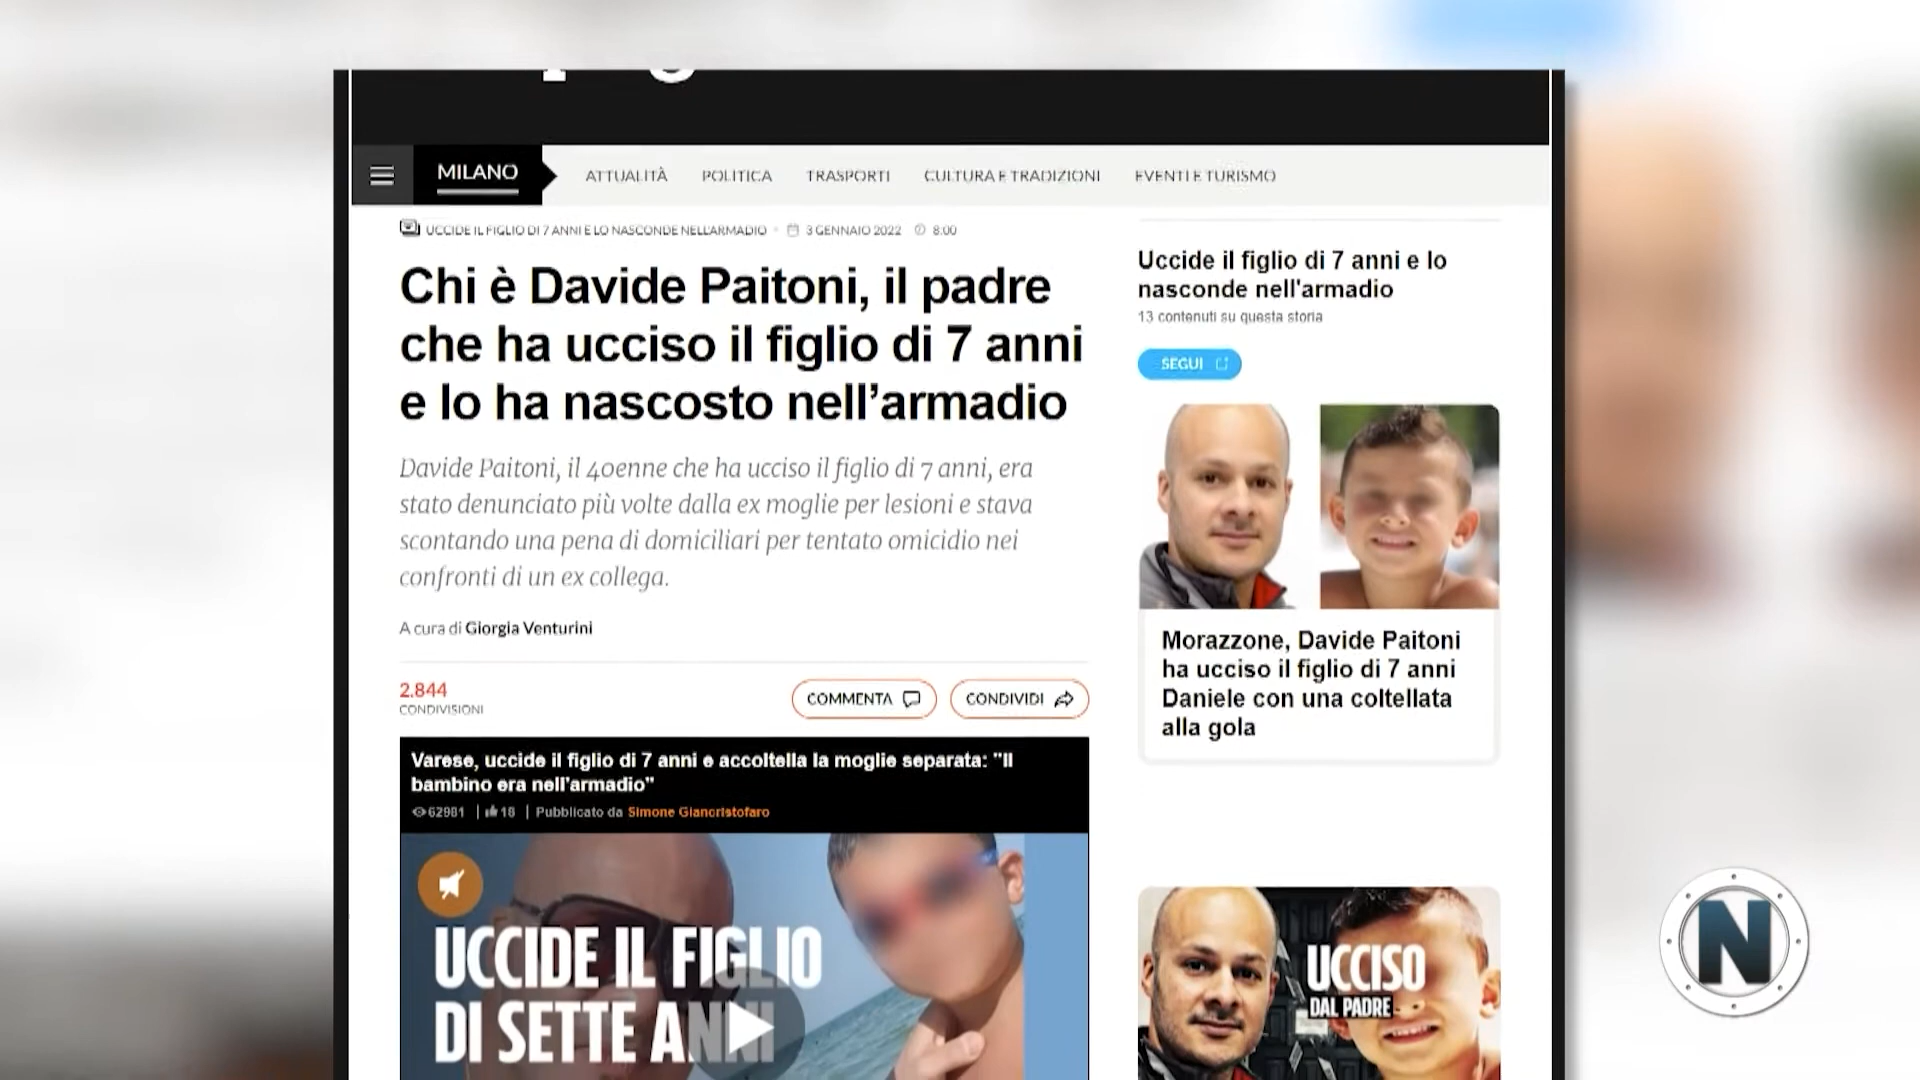 MILANO
ATTUALITÀ
POLITICA
TRASPORTI
CULTURA E TRADIZIONI
EVENTI E TURISMO
UCCIDE IL FIGLIO DI 7 ANNI E LO NASCONDE NELL'ARMADIO
3 GENNAIO 2022
8:00
Chi è Davide Paitoni, il padre
che ha ucciso il figlio di 7 anni
e lo ha nascosto nell’armadio
Davide Paitoni, il 40enne che ha ucciso il figlio di 7 anni, era
stato denunciato più volte dalla ex moglie per lesioni e stava
scontando una pena di domiciliari per tentato omicidio nei
confronti di un ex collega.
A cura di Giorgia Venturini
2.844
CONDIVISIONI
COMMENTA
CONDIVIDI
Varese, uccide il figlio di 7 anni e accoltella la moglie separata: "Il
bambino era nell'armadio"
62981 | 16 | Pubblicato da Simone Giancristofaro
UCCIDE IL FIGLIO
DI SETTE ANNI
Uccide il figlio di 7 anni e lo
nasconde nell'armadio
13 contenuti su questa storia
SEGUI
Morazzone, Davide Paitoni
ha ucciso il figlio di 7 anni
Daniele con una coltellata
alla gola
UCCISO
DAL PADRE
N